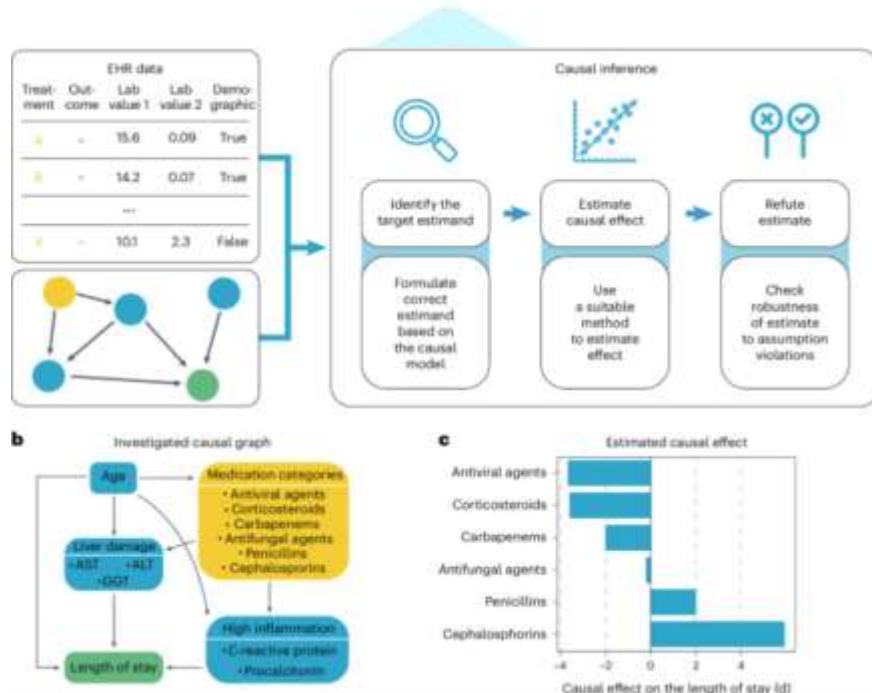 EHR data
Treat-
ment
Out-
come
Lab
value 1
Lab
value 2
Demo-
graphic
- 15.6 0.09 True
- 14.2 0.07 True
...
- 10.1 2.3 False
Causal inference
Identify the
target estimand
Estimate
causal effect
Refute
estimate
Formulate
correct
estimand
based on
the causal
model
Use
a suitable
method
to estimate
effect
Check
robustness
of estimate
to assumption
violations
b
Investigated causal graph
Age
Medication categories
• Antiviral agents
• Corticosteroids
• Carbapenems
• Antifungal agents
• Penicillins
• Cephalosporins
Liver damage
• AST • ALT
• GGT
High inflammation
• C-reactive protein
• Procalcitonin
Length of stay
c
Estimated causal effect
Antiviral agents
Corticosteroids
Carbapenems
Antifungal agents
Penicillins
Cephalosphorins
-4 -2 0 2 4
Causal effect on the length of stay (d)